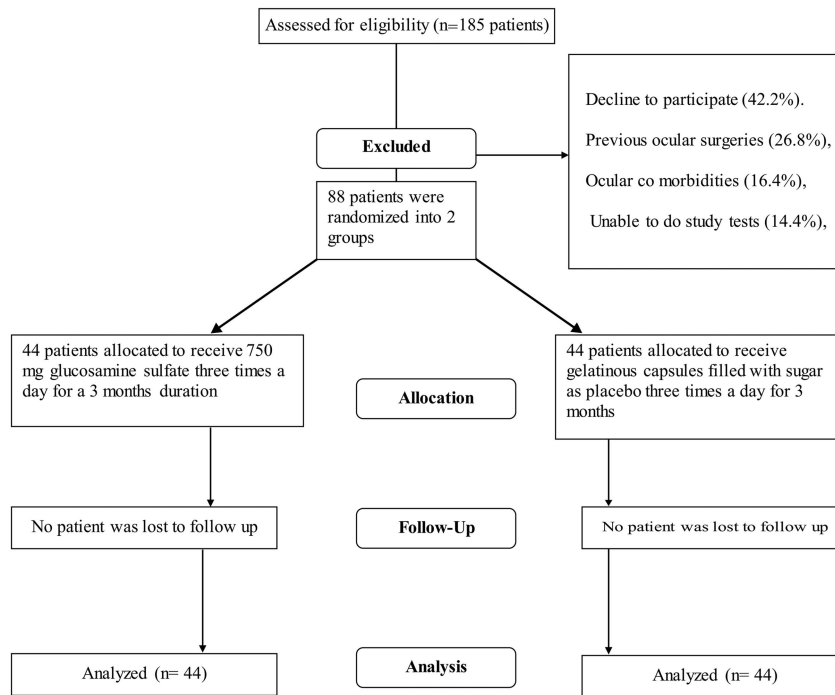 Assessed for eligibility (n=185 patients)
Decline to participate (42.2%).
Previous ocular surgeries (26.8%),
Ocular co morbidities (16.4%),
Unable to do study tests (14.4%),
Excluded
88 patients were
randomized into 2
groups
44 patients allocated to receive 750
mg glucosamine sulfate three times a
day for a 3 months duration
Allocation
44 patients allocated to receive
gelatinous capsules filled with sugar
as placebo three times a day for 3
months
No patient was lost to follow up
Follow-Up
No patient was lost to follow up
Analyzed (n= 44)
Analysis
Analyzed (n= 44)